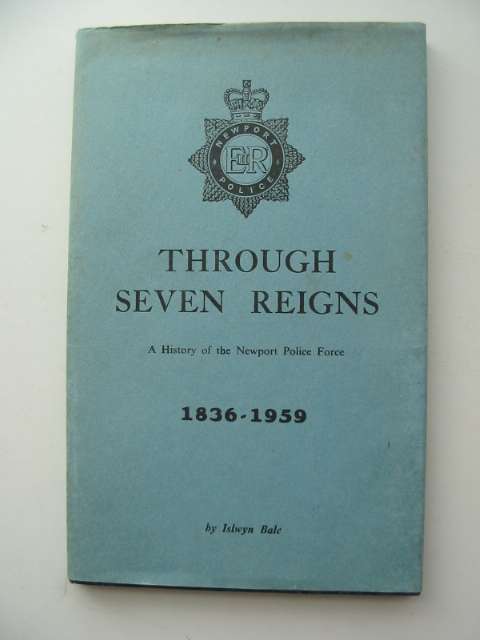 NEWPORT
EIIR
POLICE
THROUGH
SEVEN REIGNS
A History of the Newport Police Force
1836-1959
by Islwyn Bale